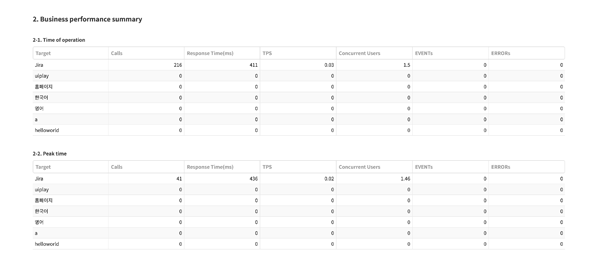 2. Business performance summary
2-1. Time of operation
Target Calls Response Time(ms) TPS Concurrent Users EVENTs ERRORs
Jira 216 411 0.03 1.5 0 0
uiplay 0 0 0 0 0 0
홈페이지 0 0 0 0 0 0
한국어 0 0 0 0 0 0
영어 0 0 0 0 0 0
a 0 0 0 0 0 0
helloworld 0 0 0 0 0 0
2-2. Peak time
Target Calls Response Time(ms) TPS Concurrent Users EVENTs ERRORs
Jira 41 436 0.02 1.46 0 0
uiplay 0 0 0 0 0 0
홈페이지 0 0 0 0 0 0
한국어 0 0 0 0 0 0
영어 0 0 0 0 0 0
a 0 0 0 0 0 0
helloworld 0 0 0 0 0 0